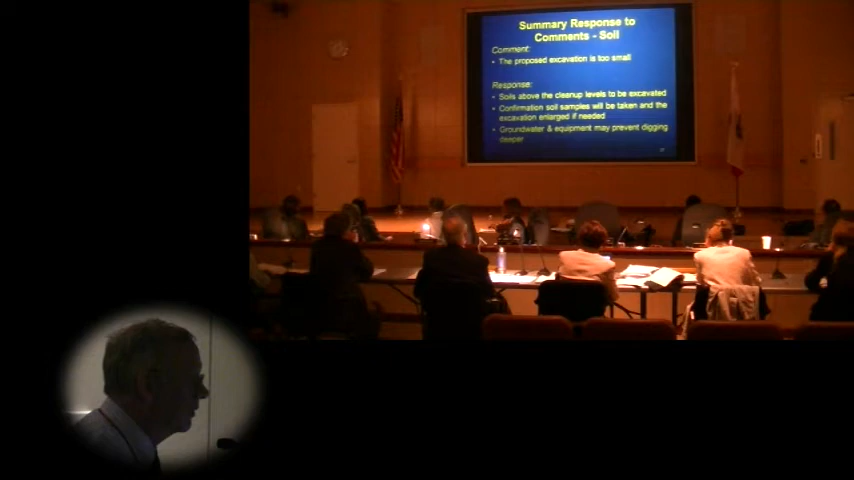 Summary Response to
Comments - Soil
Comment:
• The proposed excavation is too small
Response:
• Soils above the cleanup levels to be excavated
• Confirmation soil samples will be taken and the
excavation enlarged if needed
• Groundwater & equipment may prevent digging
deeper